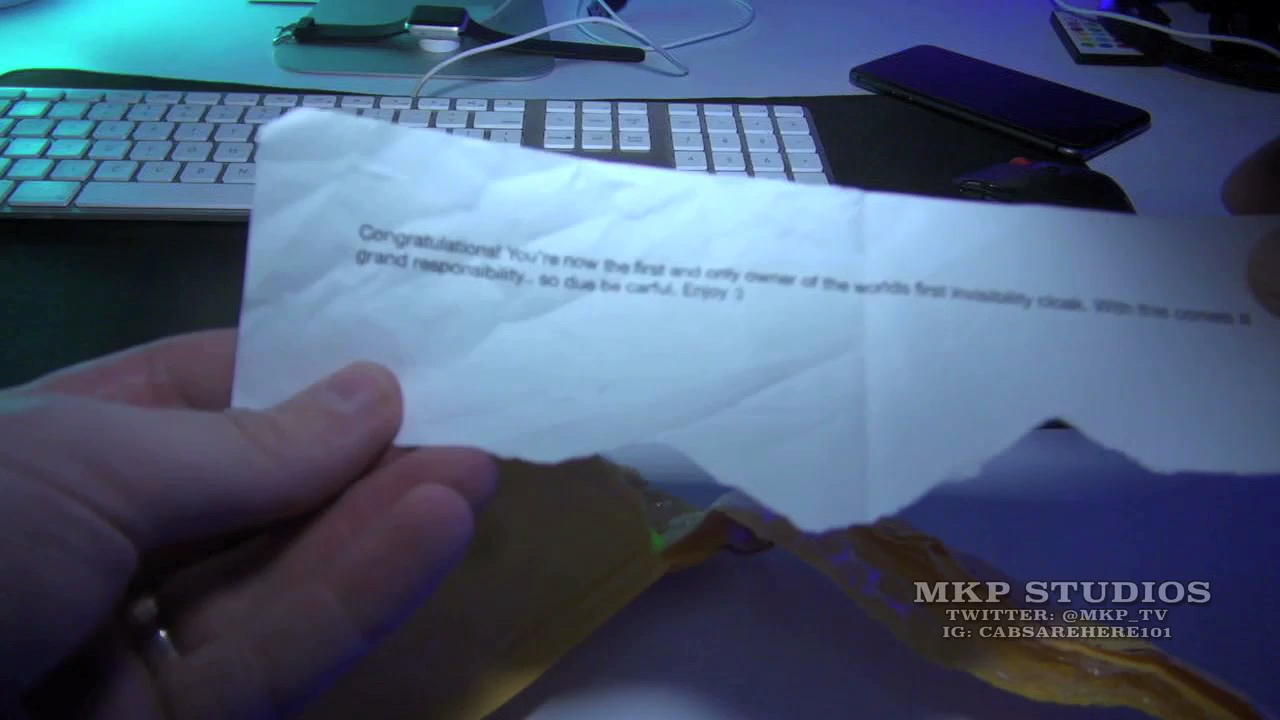 Congratulations! You're now the first and only owner of the worlds first invisibility cloak. With this comes
grand responsibility.. so due be carful. Enjoy :)
MKP STUDIOS
TWITTER: @MKP_TV
IG: CABSAREHERE101